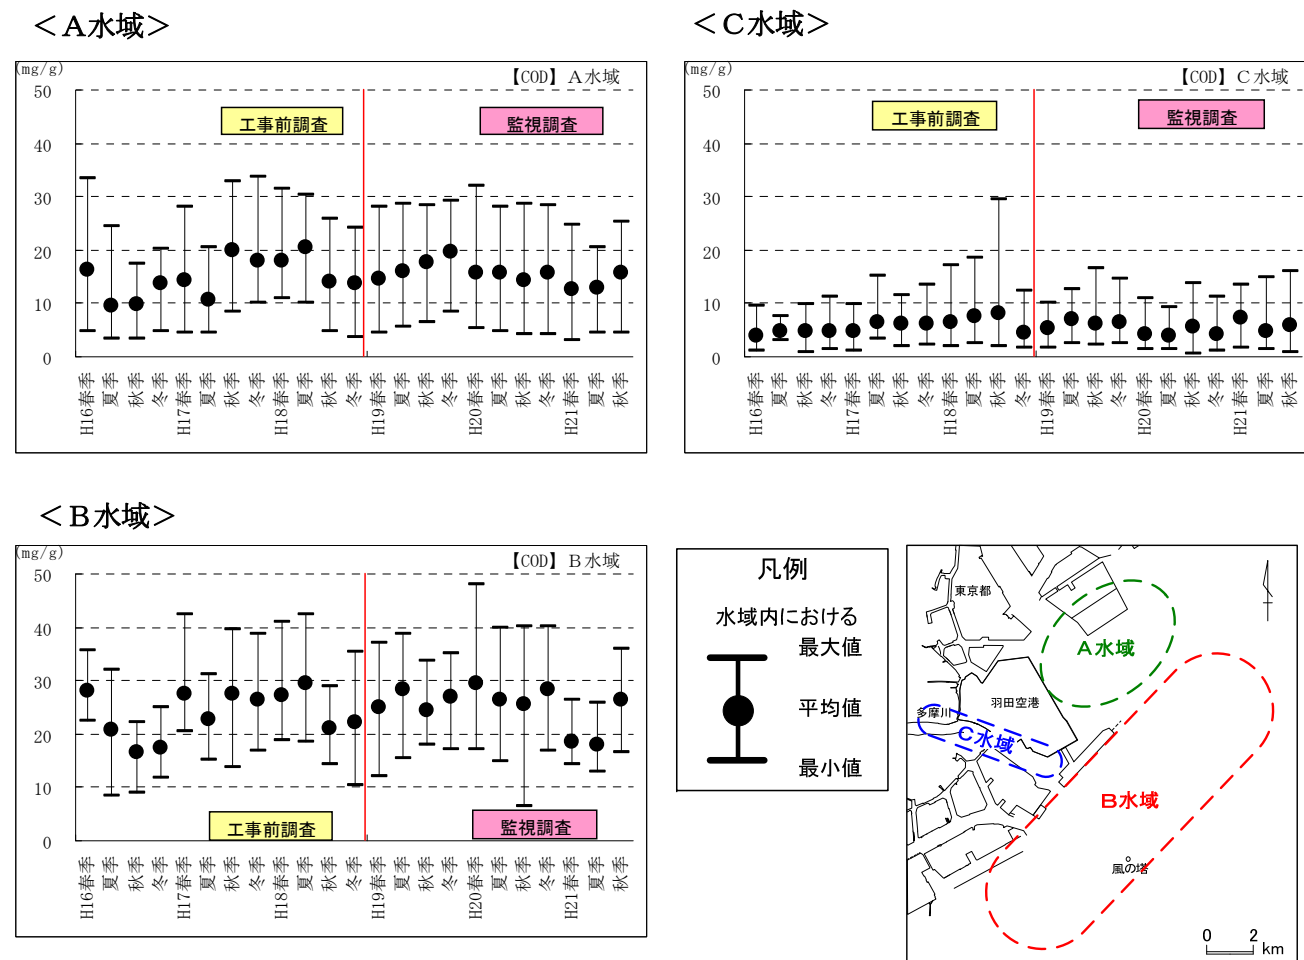 ＜Ａ水域＞
(mg/g)
【COD】Ａ水域
工事前調査
監視調査
50
40
30
20
10
0
H16春季
夏季
秋季
冬季
H17春季
夏季
秋季
冬季
H18春季
夏季
秋季
冬季
H19春季
夏季
秋季
冬季
H20春季
夏季
秋季
冬季
H21春季
夏季
秋季
＜Ｃ水域＞
(mg/g)
【COD】Ｃ水域
工事前調査
監視調査
50
40
30
20
10
0
H16春季
夏季
秋季
冬季
H17春季
夏季
秋季
冬季
H18春季
夏季
秋季
冬季
H19春季
夏季
秋季
冬季
H20春季
夏季
秋季
冬季
H21春季
夏季
秋季
＜Ｂ水域＞
(mg/g)
【COD】Ｂ水域
50
40
30
20
10
0
工事前調査
監視調査
H16春季
夏季
秋季
冬季
H17春季
夏季
秋季
冬季
H18春季
夏季
秋季
冬季
H19春季
夏季
秋季
冬季
H20春季
夏季
秋季
冬季
H21春季
夏季
秋季
凡例
水域内における
最大値
平均値
最小値
東京都
Ａ水域
羽田空港
多摩川
Ｃ水域
Ｂ水域
風の塔
0 2
km